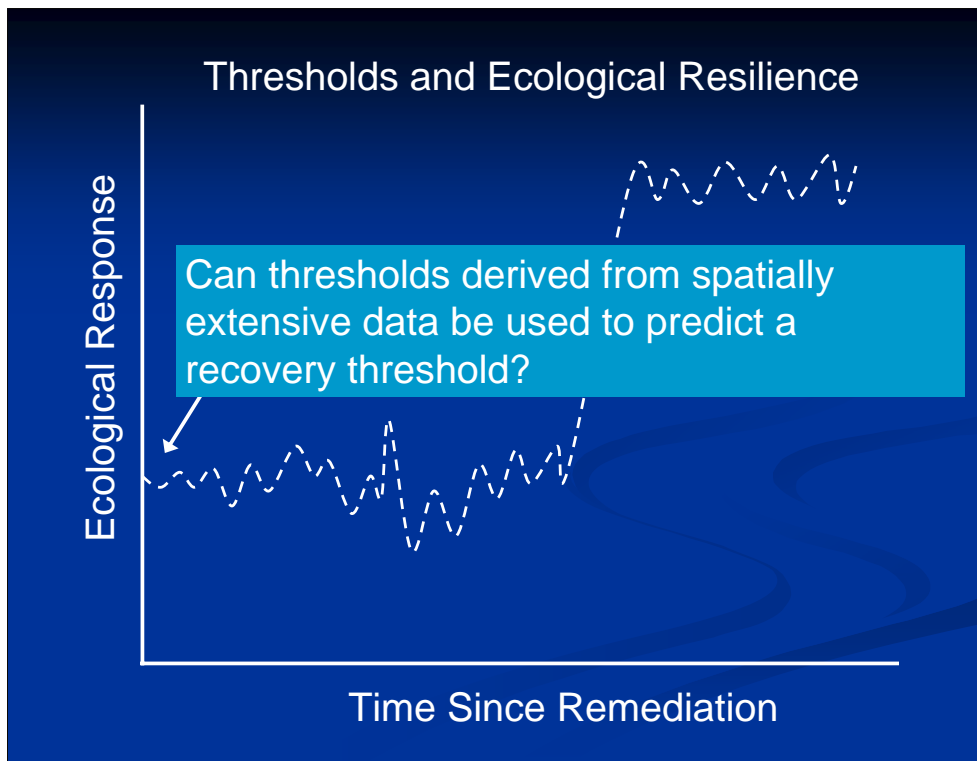 Thresholds and Ecological Resilience
Ecological Response
Can thresholds derived from spatially
extensive data be used to predict a
recovery threshold?
Time Since Remediation